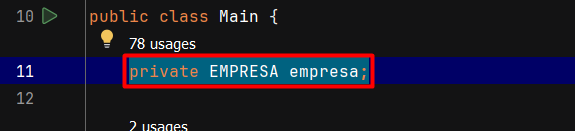 10 public class Main {
78 usages
11 private EMPRESA empresa;
12
2 usages